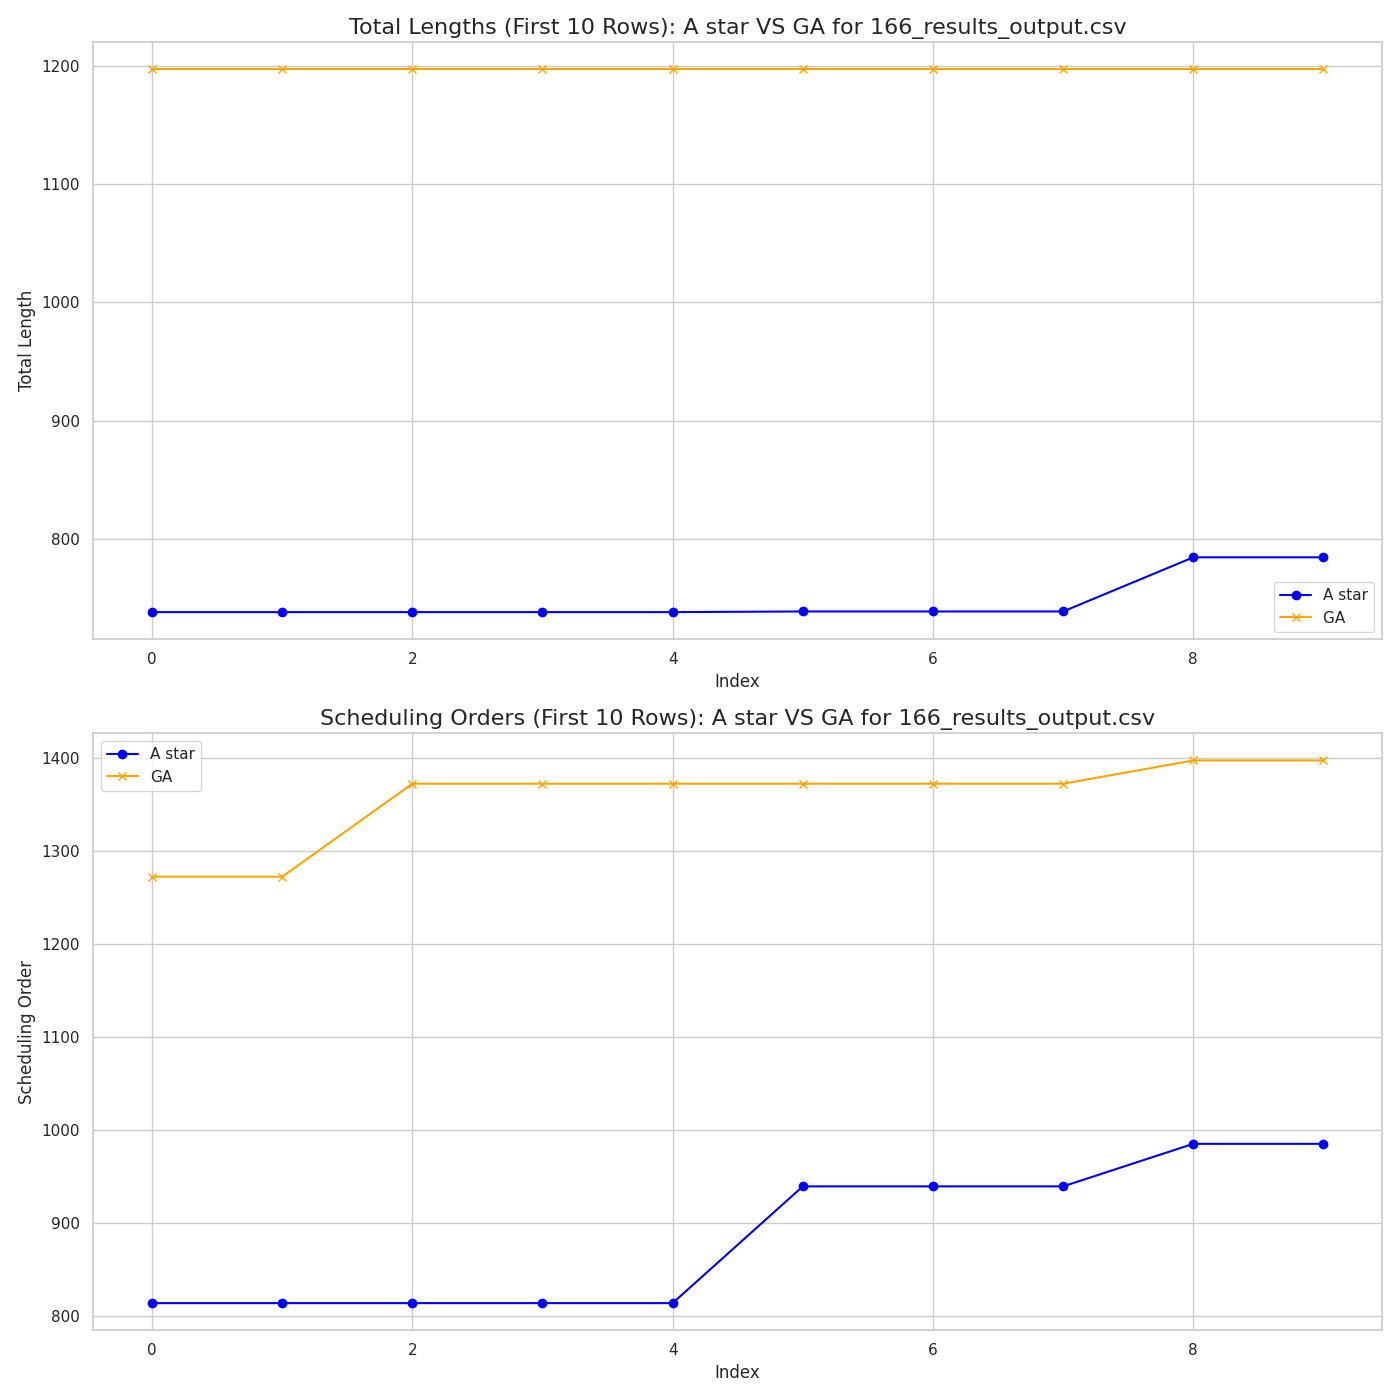 Total Lengths (First 10 Rows): A star VS GA for 166_results_output.csv
1200
1100
1000
900
800
Total Length
A star
GA
0 2 4 6 8
Index
Scheduling Orders (First 10 Rows): A star VS GA for 166_results_output.csv
A star
GA
1400
1300
1200
1100
1000
900
800
Scheduling Order
0 2 4 6 8
Index